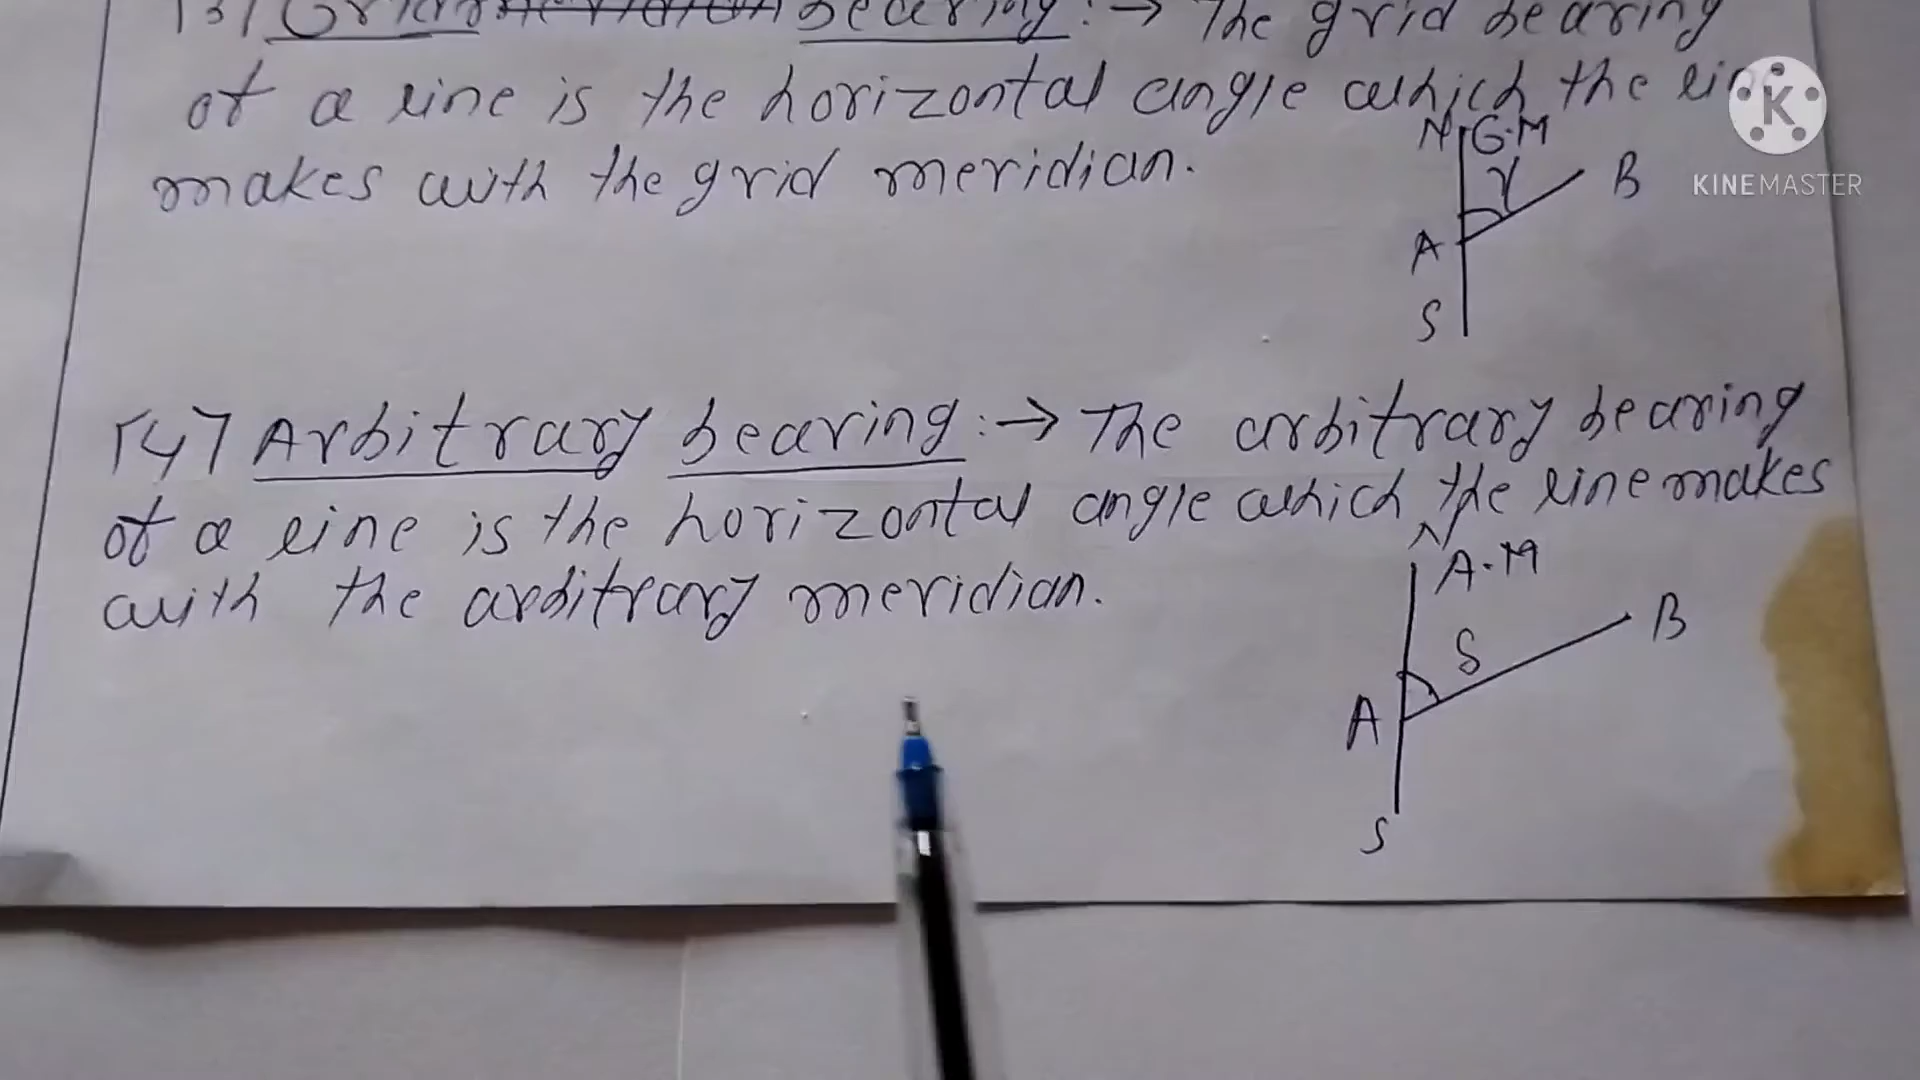 [3] Grid bearing :→ The grid bearing
of a line is the horizontal angle which the line
makes with the grid meridian.
N G.M
γ
B
A
S
[4] Arbitrary bearing :→ The arbitrary bearing
of a line is the horizontal angle which the line makes
with the arbitrary meridian.
N
A.M
δ
B
A
S
K
KINEMASTER